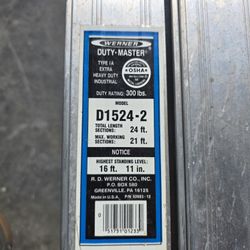 WERNER
DUTY-MASTER
TYPE IA
EXTRA
HEAVY DUTY
INDUSTRIAL
OSHA
DUTY RATING: 300 lbs.
MODEL
D1524-2
TOTAL LENGTH
SECTIONS: 24 ft.
MAX. WORKING
SECTIONS: 21 ft.
NOTICE
HIGHEST STANDING LEVEL:
16 ft. 11 in.
R. D. WERNER CO., INC.
P.O. BOX 580
GREENVILLE, PA 16125
MADE IN U.S.A.
51751 01233